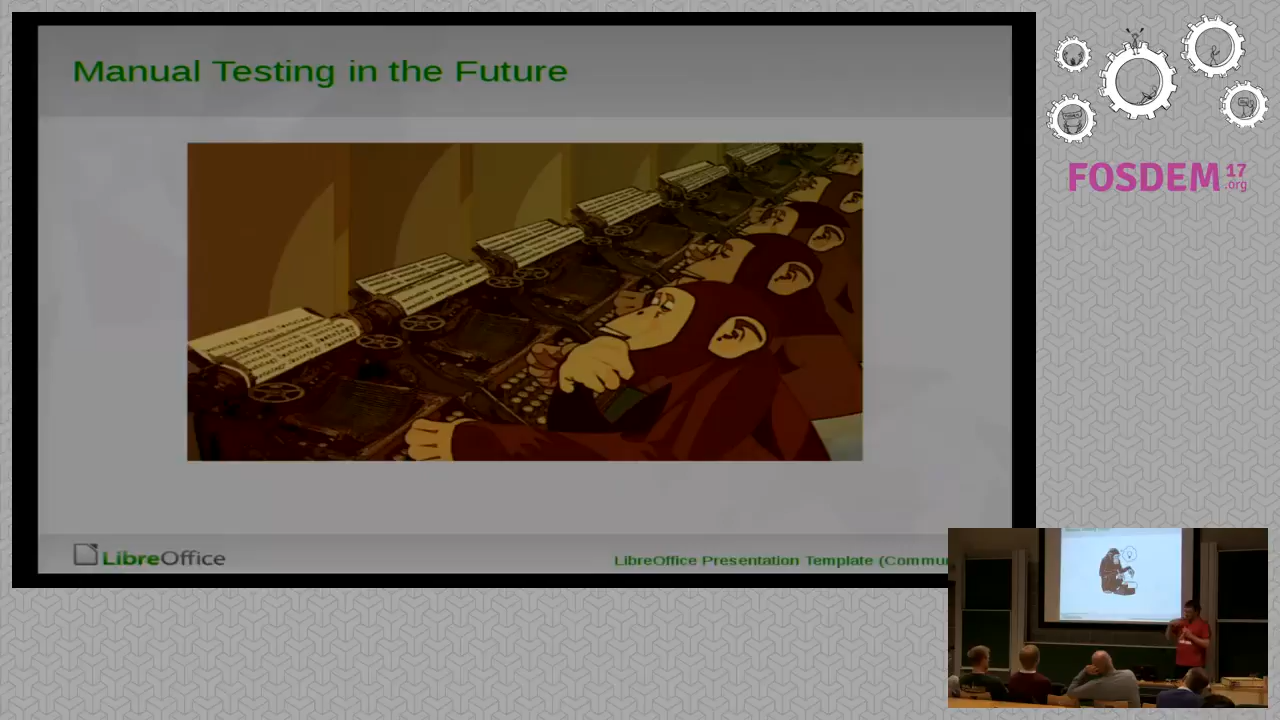 Manual Testing in the Future
FOSDEM 17
.org
LibreOffice
LibreOffice Presentation Template (Commu